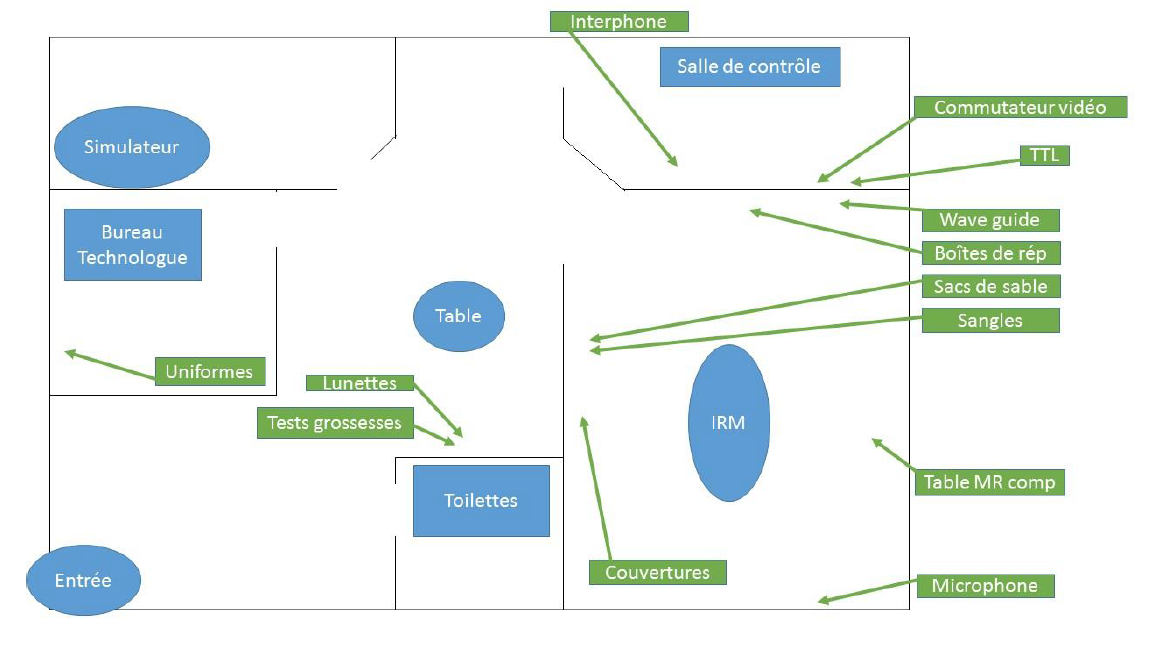 Interphone
Salle de contrôle
Commutateur vidéo
Simulateur
TTL
Bureau
Technologue
Wave guide
Boîtes de rép
Sacs de sable
Table
Sangles
Uniformes
Lunettes
Tests grossesses
IRM
Table MR comp
Toilettes
Entrée
Couvertures
Microphone